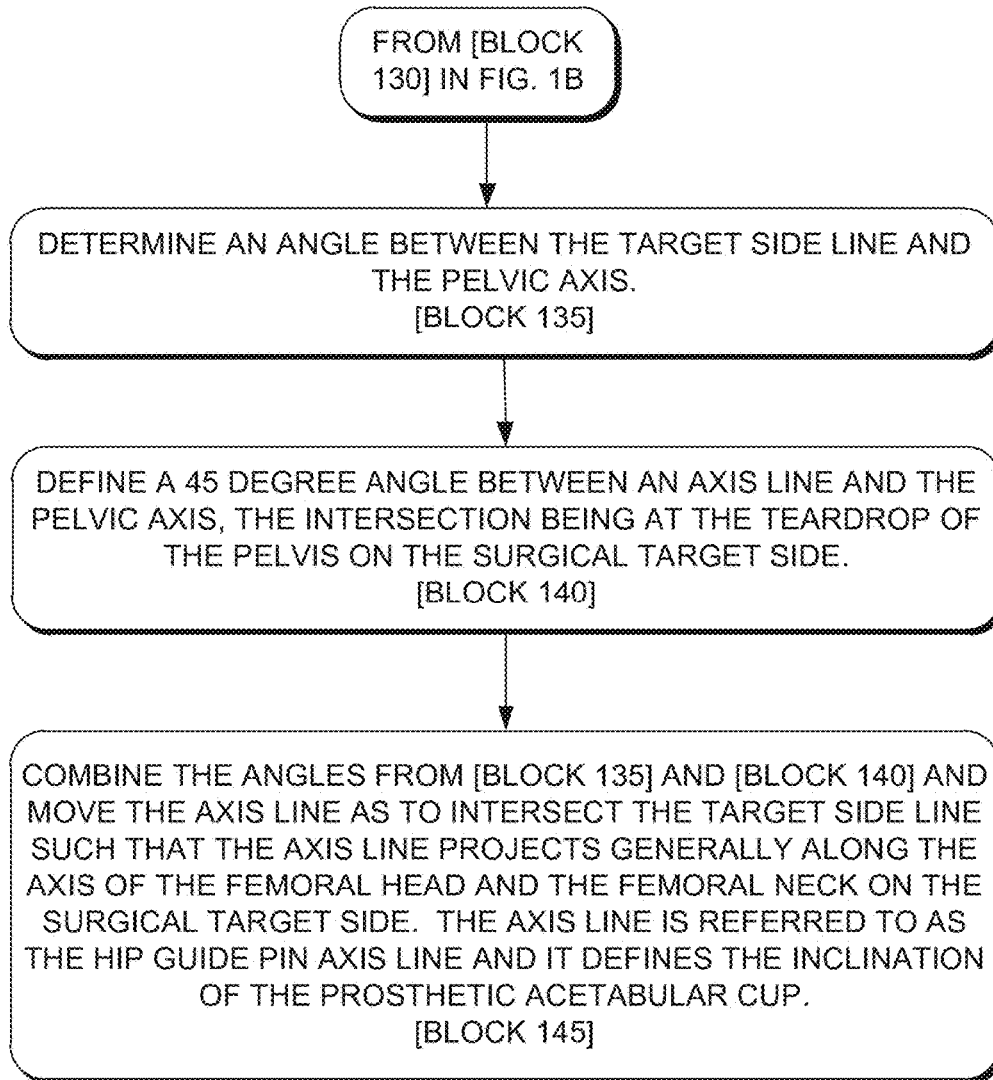 FROM [BLOCK
130] IN FIG. 1B
DETERMINE AN ANGLE BETWEEN THE TARGET SIDE LINE AND
THE PELVIC AXIS.
[BLOCK 135]
DEFINE A 45 DEGREE ANGLE BETWEEN AN AXIS LINE AND THE
PELVIC AXIS, THE INTERSECTION BEING AT THE TEARDROP OF
THE PELVIS ON THE SURGICAL TARGET SIDE.
[BLOCK 140]
COMBINE THE ANGLES FROM [BLOCK 135] AND [BLOCK 140] AND
MOVE THE AXIS LINE AS TO INTERSECT THE TARGET SIDE LINE
SUCH THAT THE AXIS LINE PROJECTS GENERALLY ALONG THE
AXIS OF THE FEMORAL HEAD AND THE FEMORAL NECK ON THE
SURGICAL TARGET SIDE. THE AXIS LINE IS REFERRED TO AS
THE HIP GUIDE PIN AXIS LINE AND IT DEFINES THE INCLINATION
OF THE PROSTHETIC ACETABULAR CUP.
[BLOCK 145]